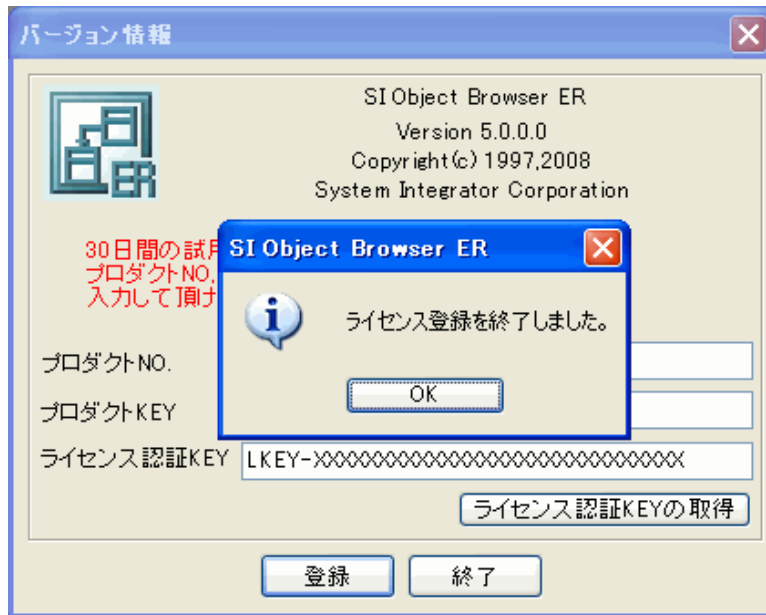 バージョン情報
ER
SI Object Browser ER
Version 5.0.0.0
Copyright(c) 1997,2008
System Integrator Corporation
30日間の試用
プロダクトNO,
入力して頂け
SI Object Browser ER
ライセンス登録を終了しました。
OK
プロダクトNO.
プロダクトKEY
ライセンス認証KEY
LKEY-XXXXXXXXXXXXXXXXXXXXXXXXXXXXXX
ライセンス認証KEYの取得
登録
終了